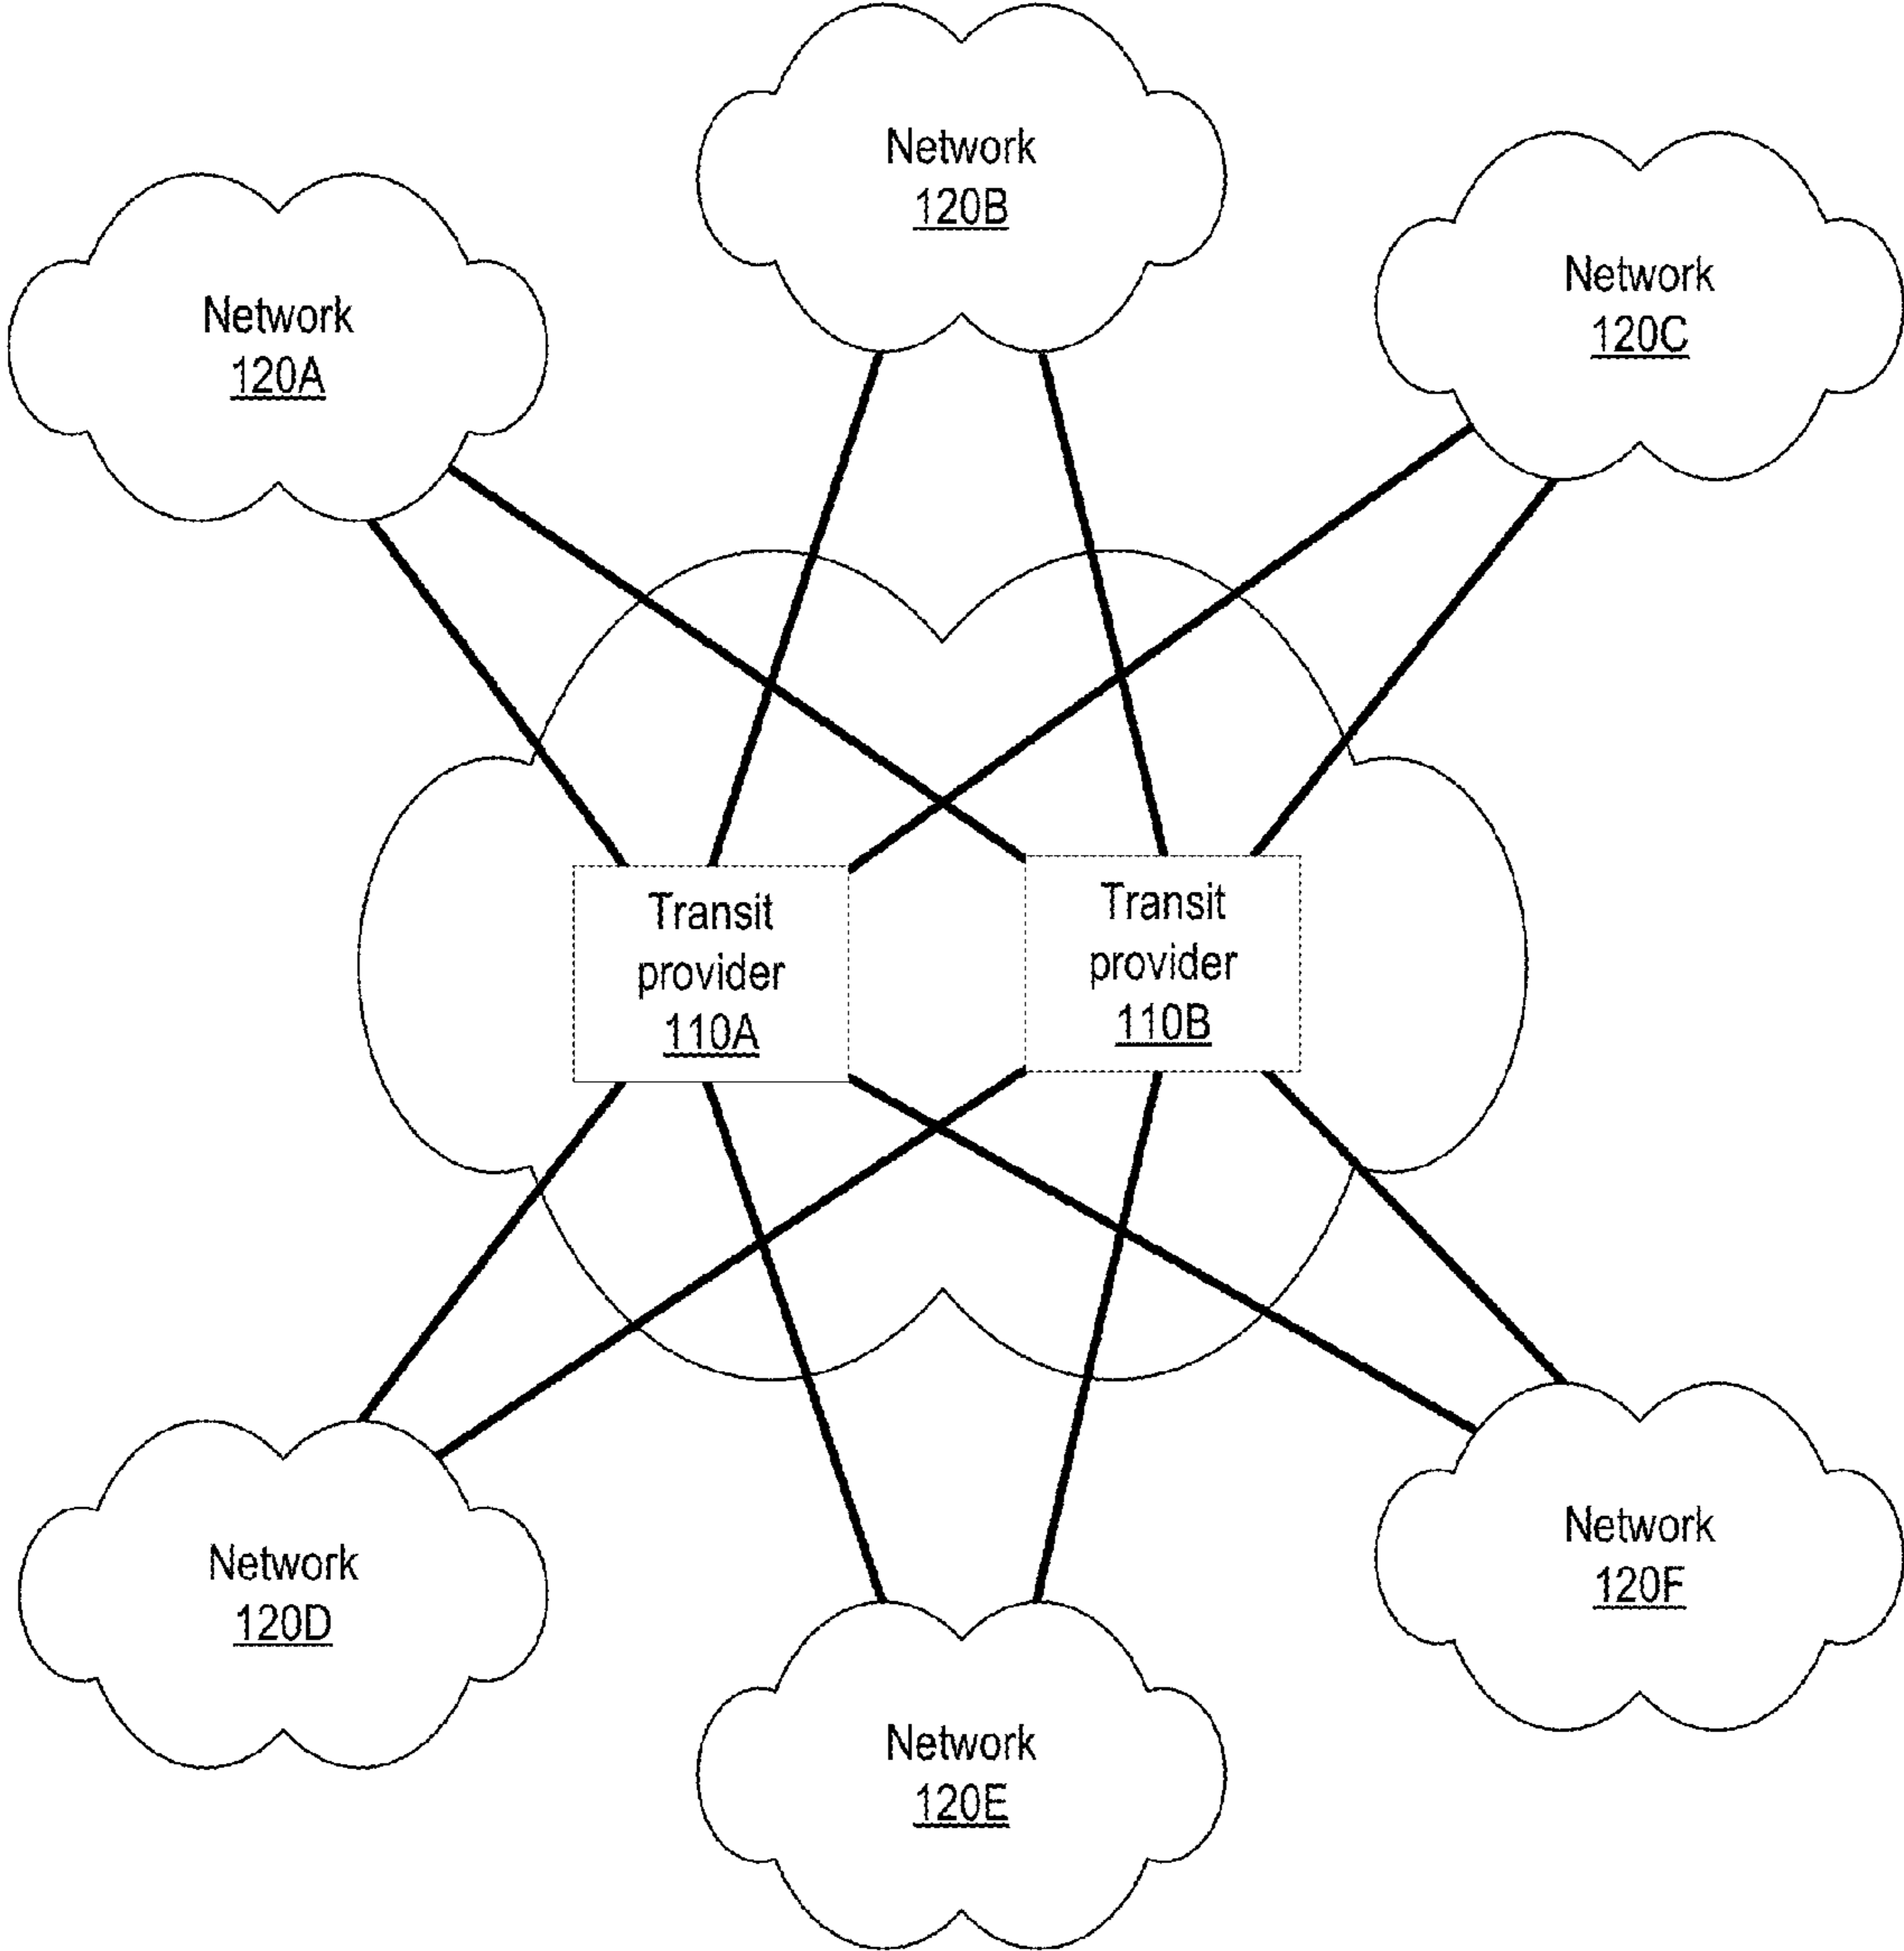 Network
120B
Network
120C
Network
120A
Transit
provider
110A
Transit
provider
110B
Network
120D
Network
120F
Network
120E